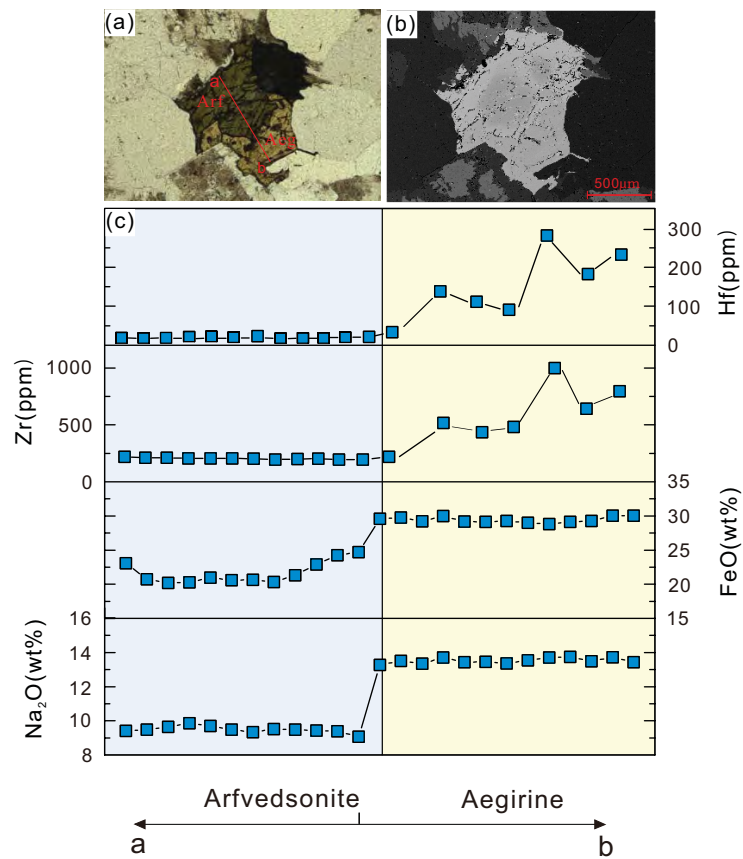 (a)
a
Arf
b
(b)
500μm
(c)
300
200
100
0
Hf(ppm)
1000
500
0
Zr(ppm)
35
30
25
20
15
FeO(wt%)
16
14
12
10
8
Na₂O(wt%)
Arfvedsonite
Aegirine
a
b